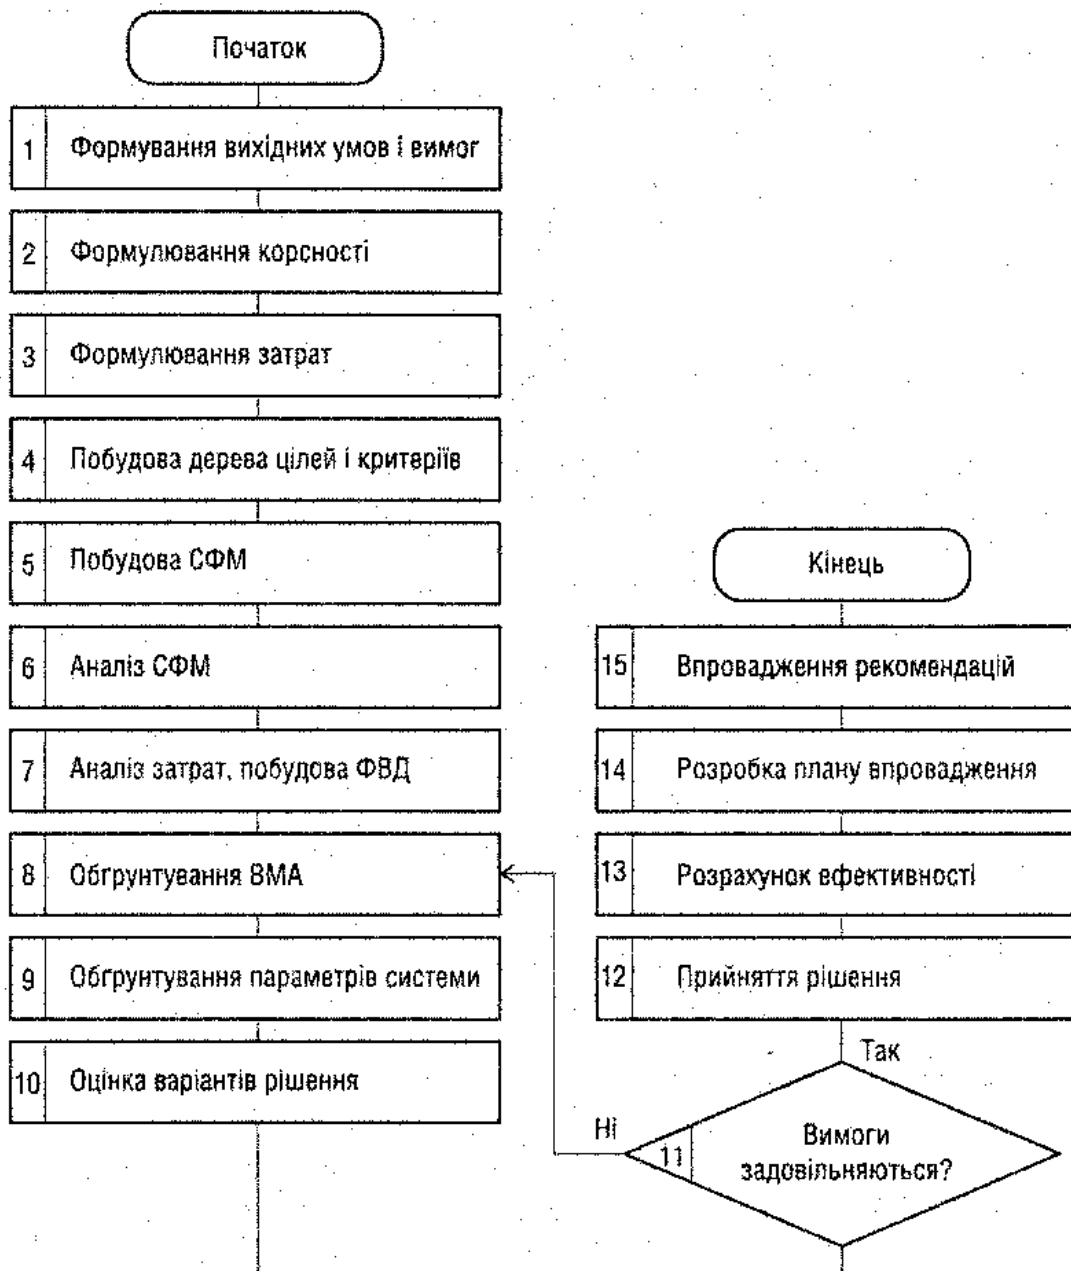 Початок
1 Формування вихідних умов і вимог
2 Формулювання корсності
3 Формулювання затрат
4 Побудова дерева цілей і критеріїв
5 Побудова СФМ
6 Аналіз СФМ
7 Аналіз затрат, побудова ФВД
8 Обгрунтування ВМА
9 Обгрунтування параметрів системи
10 Оцінка варіантів рішення
Кінець
15 Впровадження рекомендацій
14 Розробка плану впровадження
13 Розрахунок ефективності
12 Прийняття рішення
Так
Ні
11
Вимоги
задовільняються?